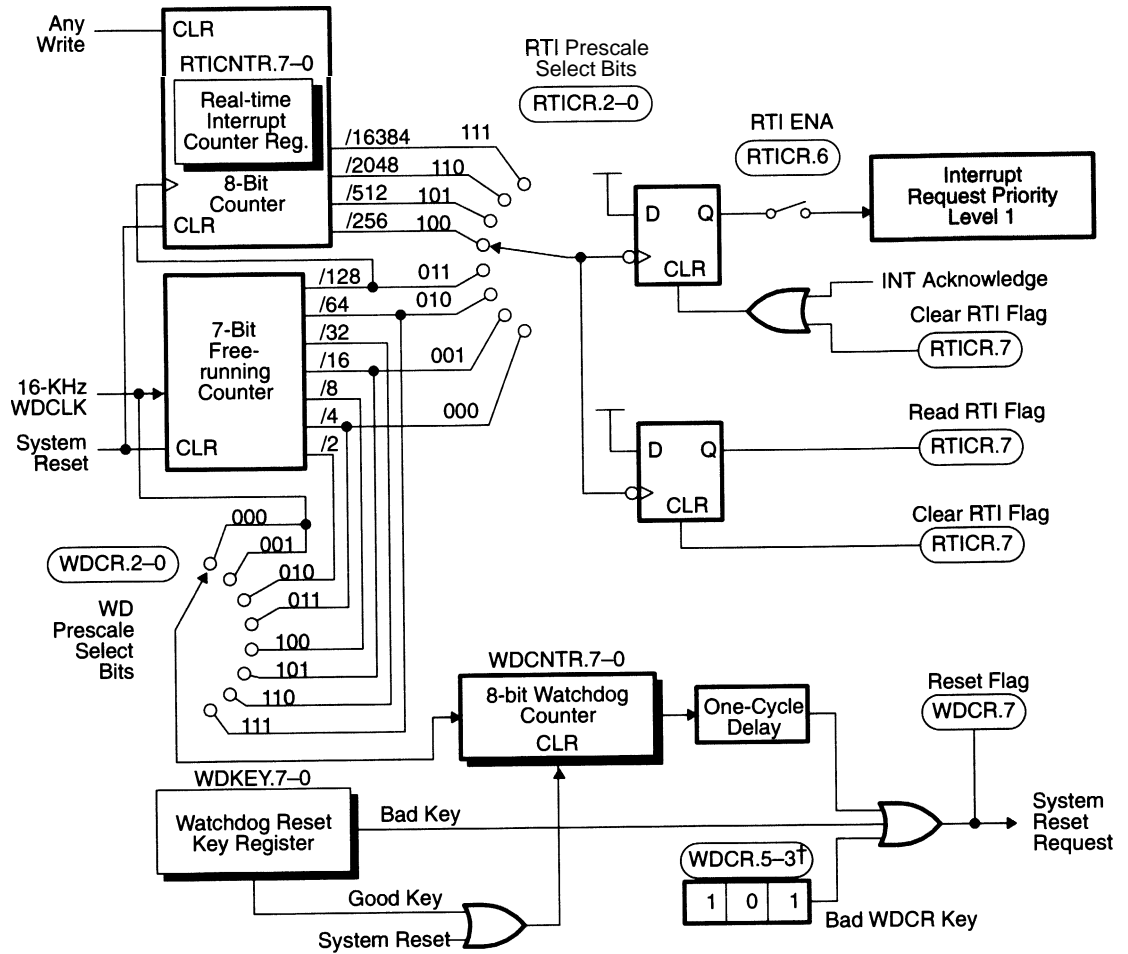 Any
Write
CLR
RTICNTR.7–0
Real-time
Interrupt
Counter Reg.
8-Bit
Counter
CLR
/16384
111
/2048
110
/512
101
/256
100
RTI Prescale
Select Bits
RTICR.2–0
RTI ENA
RTICR.6
Interrupt
Request Priority
Level 1
D
Q
CLR
INT Acknowledge
Clear RTI Flag
RTICR.7
/128
011
/64
010
/32
/16
001
/8
/4
000
/2
7-Bit
Free-
running
Counter
CLR
16-KHz
WDCLK
System
Reset
Read RTI Flag
RTICR.7
D
Q
CLR
Clear RTI Flag
RTICR.7
000
001
010
011
100
101
110
111
WDCR.2–0
WD
Prescale
Select
Bits
WDCNTR.7–0
8-bit Watchdog
Counter
CLR
One-Cycle
Delay
Reset Flag
WDCR.7
WDKEY.7–0
Watchdog Reset
Key Register
Bad Key
Good Key
System Reset
WDCR.5–3†
1 0 1
Bad WDCR Key
System
Reset
Request